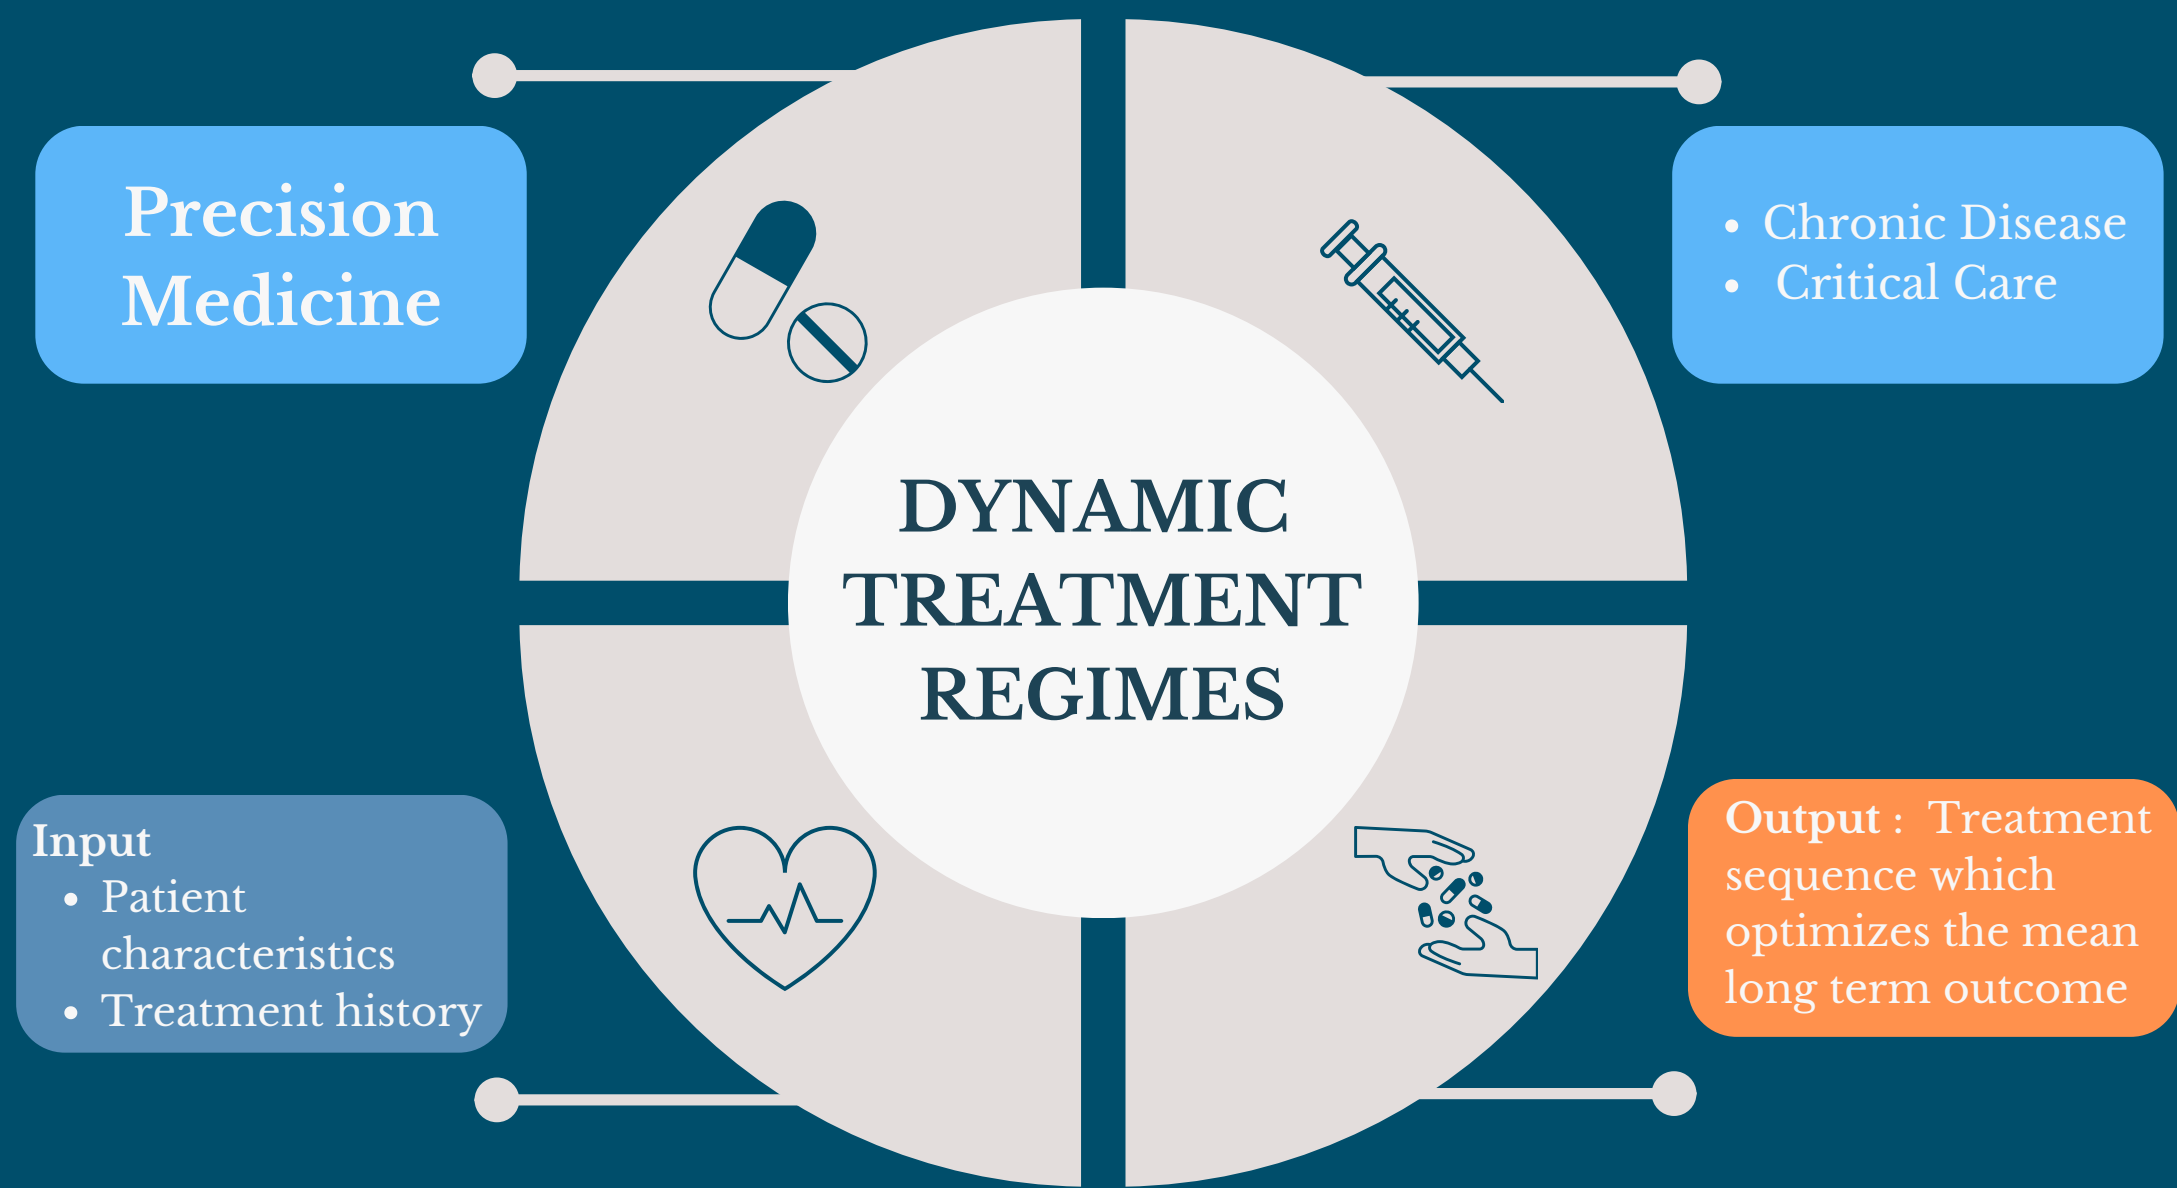 Precision
Medicine
• Chronic Disease
• Critical Care
DYNAMIC
TREATMENT
REGIMES
Input
• Patient
characteristics
• Treatment history
Output : Treatment
sequence which
optimizes the mean
long term outcome